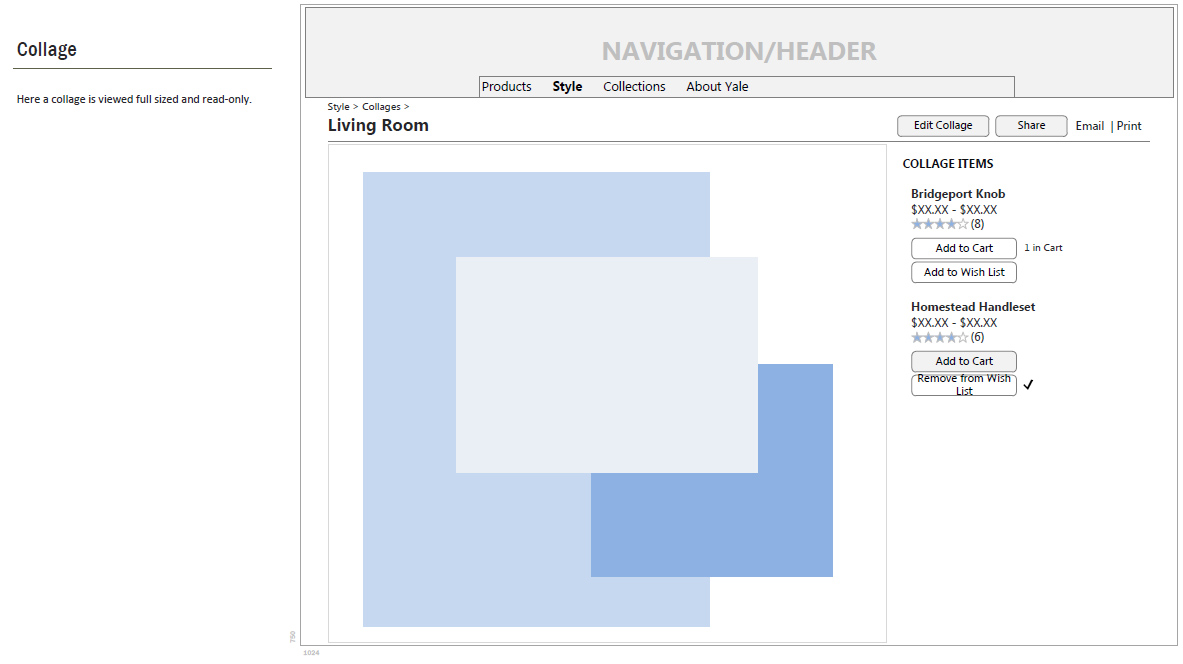 Collage
Here a collage is viewed full sized and read-only.
NAVIGATION/HEADER
Products Style Collections About Yale
Style > Collages >
Living Room
Edit Collage Share Email | Print
COLLAGE ITEMS
Bridgeport Knob
$XX.XX - $XX.XX
★★★★☆ (8)
Add to Cart 1 in Cart
Add to Wish List
Homestead Handleset
$XX.XX - $XX.XX
★★★★☆ (6)
Add to Cart
Remove from Wish
List ✓
750
1024